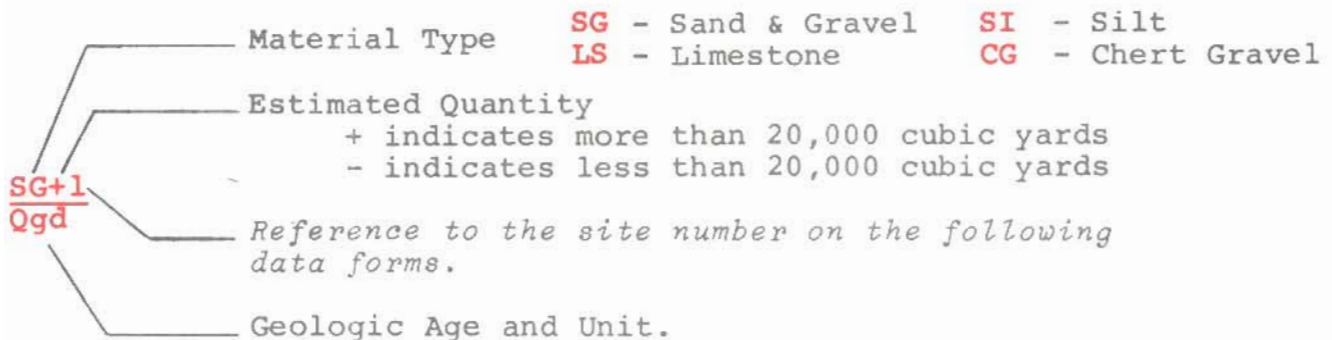 Material Type SG - Sand & Gravel SI - Silt
LS - Limestone CG - Chert Gravel
Estimated Quantity
+ indicates more than 20,000 cubic yards
- indicates less than 20,000 cubic yards
SG+1
Qgd
Reference to the site number on the following
data forms.
Geologic Age and Unit.